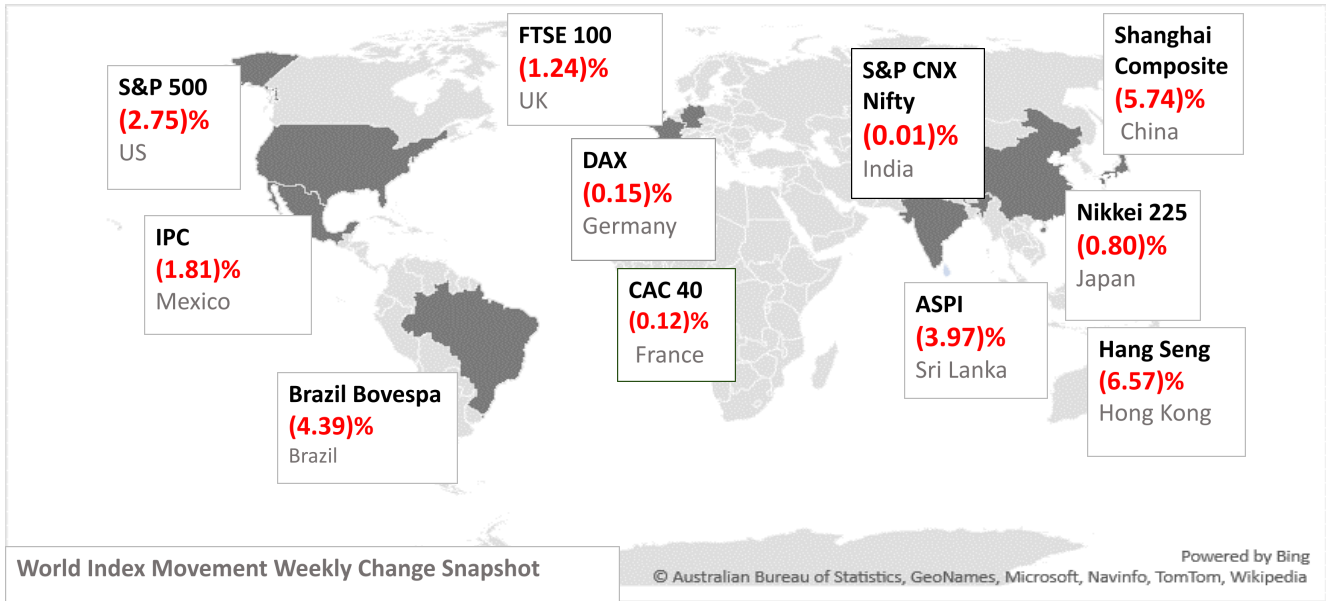 FTSE 100
(1.24)%
UK
Shanghai
Composite
(5.74)%
China
S&P 500
(2.75)%
US
S&P CNX
Nifty
(0.01)%
India
DAX
(0.15)%
Germany
Nikkei 225
(0.80)%
Japan
IPC
(1.81)%
Mexico
CAC 40
(0.12)%
France
ASPI
(3.97)%
Sri Lanka
Hang Seng
(6.57)%
Hong Kong
Brazil Bovespa
(4.39)%
Brazil
World Index Movement Weekly Change Snapshot
Powered by Bing
© Australian Bureau of Statistics, GeoNames, Microsoft, Navinfo, TomTom, Wikipedia